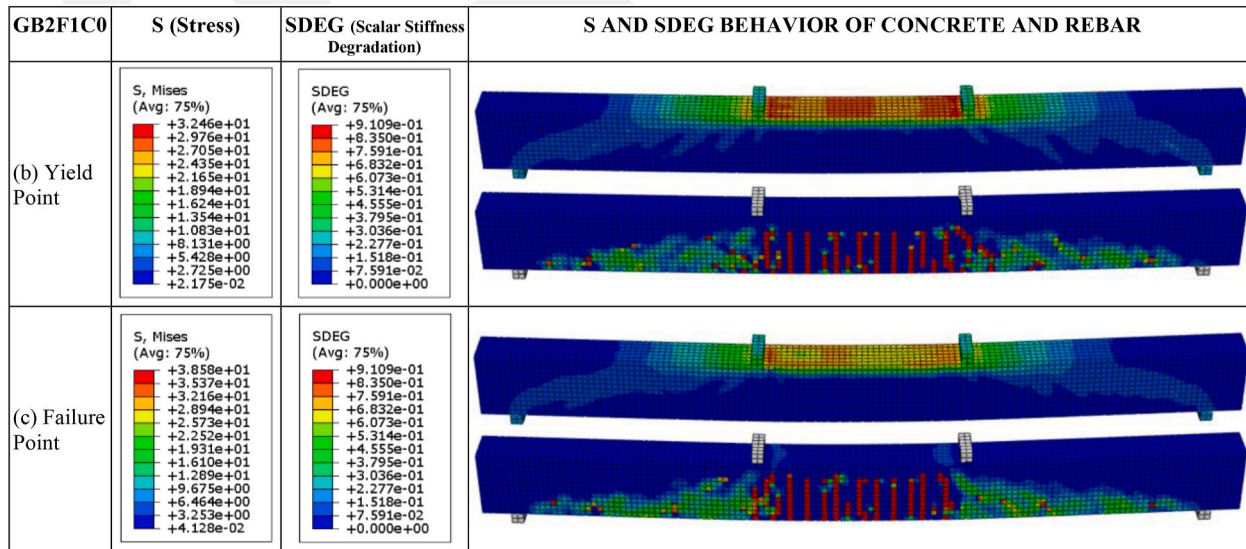 GB2F1C0
S (Stress)
SDEG (Scalar Stiffness
Degradation)
S AND SDEG BEHAVIOR OF CONCRETE AND REBAR
(b) Yield
Point
S, Mises
(Avg: 75%)
+3.246e+01
+2.976e+01
+2.705e+01
+2.435e+01
+2.165e+01
+1.894e+01
+1.624e+01
+1.354e+01
+1.083e+01
+8.131e+00
+5.428e+00
+2.725e+00
+2.175e-02
SDEG
(Avg: 75%)
+9.109e-01
+8.350e-01
+7.591e-01
+6.832e-01
+6.073e-01
+5.314e-01
+4.555e-01
+3.795e-01
+3.036e-01
+2.277e-01
+1.518e-01
+7.591e-02
+0.000e+00
(c) Failure
Point
S, Mises
(Avg: 75%)
+3.858e+01
+3.537e+01
+3.216e+01
+2.894e+01
+2.573e+01
+2.252e+01
+1.931e+01
+1.610e+01
+1.289e+01
+9.675e+00
+6.464e+00
+3.253e+00
+4.128e-02
SDEG
(Avg: 75%)
+9.109e-01
+8.350e-01
+7.591e-01
+6.832e-01
+6.073e-01
+5.314e-01
+4.555e-01
+3.795e-01
+3.036e-01
+2.277e-01
+1.518e-01
+7.591e-02
+0.000e+00